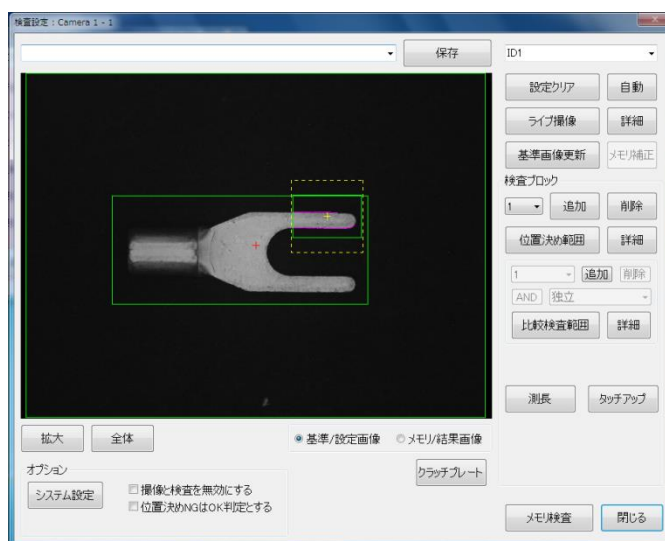 検査設定：Camera 1 - 1
保存
ID1
設定クリア 自動
ライブ撮像 詳細
基準画像更新 メモリ補正
検査ブロック
1 追加 削除
位置決め範囲 詳細
1 追加 削除
AND 独立
比較検査範囲 詳細
測長 タッチアップ
拡大 全体 基準/設定画像 メモリ/結果画像
クラッチプレート
オプション
システム設定
撮像と検査を無効にする
位置決めNGはOK判定とする
メモリ検査 閉じる